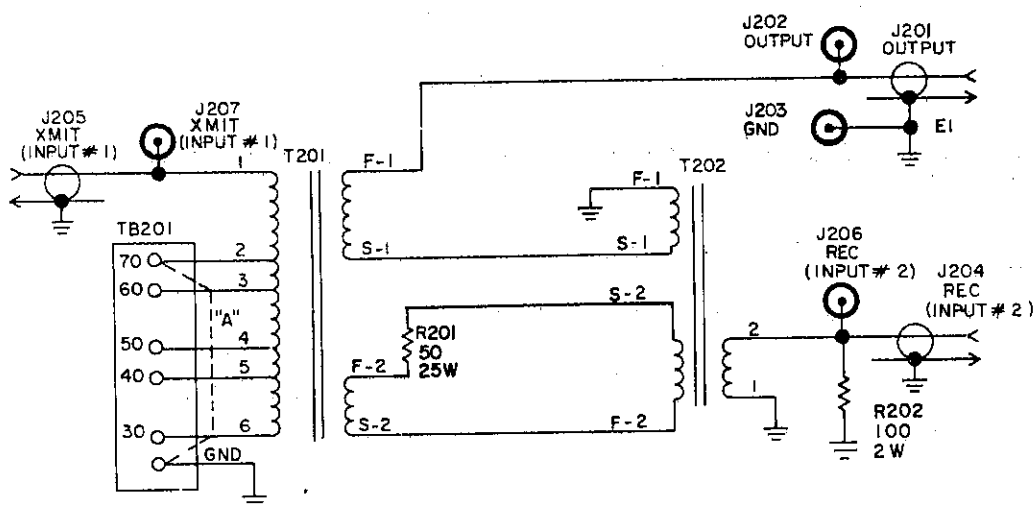 J202
OUTPUT
J201
OUTPUT
J203
GND
E1
J205
XMIT
(INPUT # 1)
J207
XMIT
(INPUT # 1)
1
T201
F-1
T202
F-1
TB201
70
2
S-1
S-1
J206
REC
(INPUT # 2)
J204
REC
(INPUT # 2)
60
3
"A"
S-2
R201
50
25W
2
50
4
40
5
F-2
1
30
6
S-2
F-2
R202
100
2W
GND